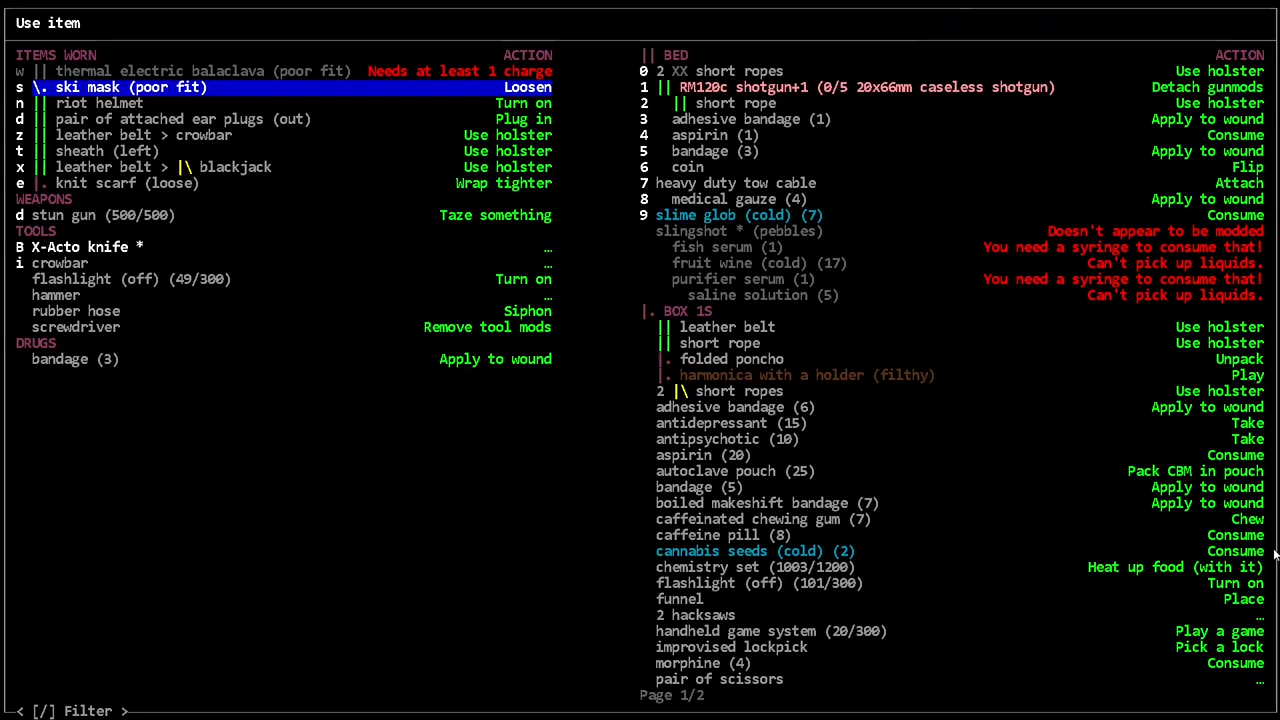 Use item
ITEMS WORN ACTION
w || thermal electric balaclava (poor fit) Needs at least 1 charge
s \. ski mask (poor fit) Loosen
n || riot helmet Turn on
d || pair of attached ear plugs (out) Plug in
z || leather belt > crowbar Use holster
t || sheath (left) Use holster
x || leather belt > |\ blackjack Use holster
e |. knit scarf (loose) Wrap tighter
WEAPONS
d stun gun (500/500) Taze something
TOOLS
B X-Acto knife * …
i crowbar …
flashlight (off) (49/300) Turn on
hammer …
rubber hose Siphon
screwdriver Remove tool mods
DRUGS
bandage (3) Apply to wound
|| BED ACTION
0 2 XX short ropes Use holster
1 || RM120c shotgun+1 (0/5 20x66mm caseless shotgun) Detach gunmods
2 || short rope Use holster
3 adhesive bandage (1) Apply to wound
4 aspirin (1) Consume
5 bandage (3) Apply to wound
6 coin Flip
7 heavy duty tow cable Attach
8 medical gauze (4) Apply to wound
9 slime glob (cold) (7) Consume
slingshot * (pebbles) Doesn't appear to be modded
fish serum (1) You need a syringe to consume that!
fruit wine (cold) (17) Can't pick up liquids.
purifier serum (1) You need a syringe to consume that!
saline solution (5) Can't pick up liquids.
|. BOX 1S
|| leather belt Use holster
|| short rope Use holster
|. folded poncho Unpack
|. harmonica with a holder (filthy) Play
2 |\ short ropes Use holster
adhesive bandage (6) Apply to wound
antidepressant (15) Take
antipsychotic (10) Take
aspirin (20) Consume
autoclave pouch (25) Pack CBM in pouch
bandage (5) Apply to wound
boiled makeshift bandage (7) Apply to wound
caffeinated chewing gum (7) Chew
caffeine pill (8) Consume
cannabis seeds (cold) (2) Consume
chemistry set (1003/1200) Heat up food (with it)
flashlight (off) (101/300) Turn on
funnel Place
2 hacksaws …
handheld game system (20/300) Play a game
improvised lockpick Pick a lock
morphine (4) Consume
pair of scissors …
Page 1/2
< [/] Filter >